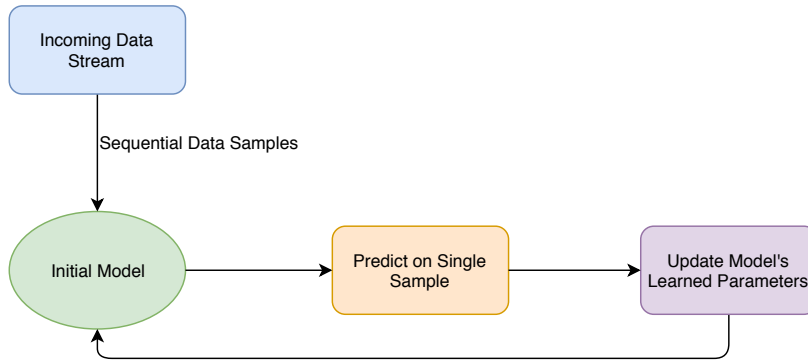 Incoming Data
Stream
Sequential Data Samples
Initial Model
Predict on Single
Sample
Update Model's
Learned Parameters